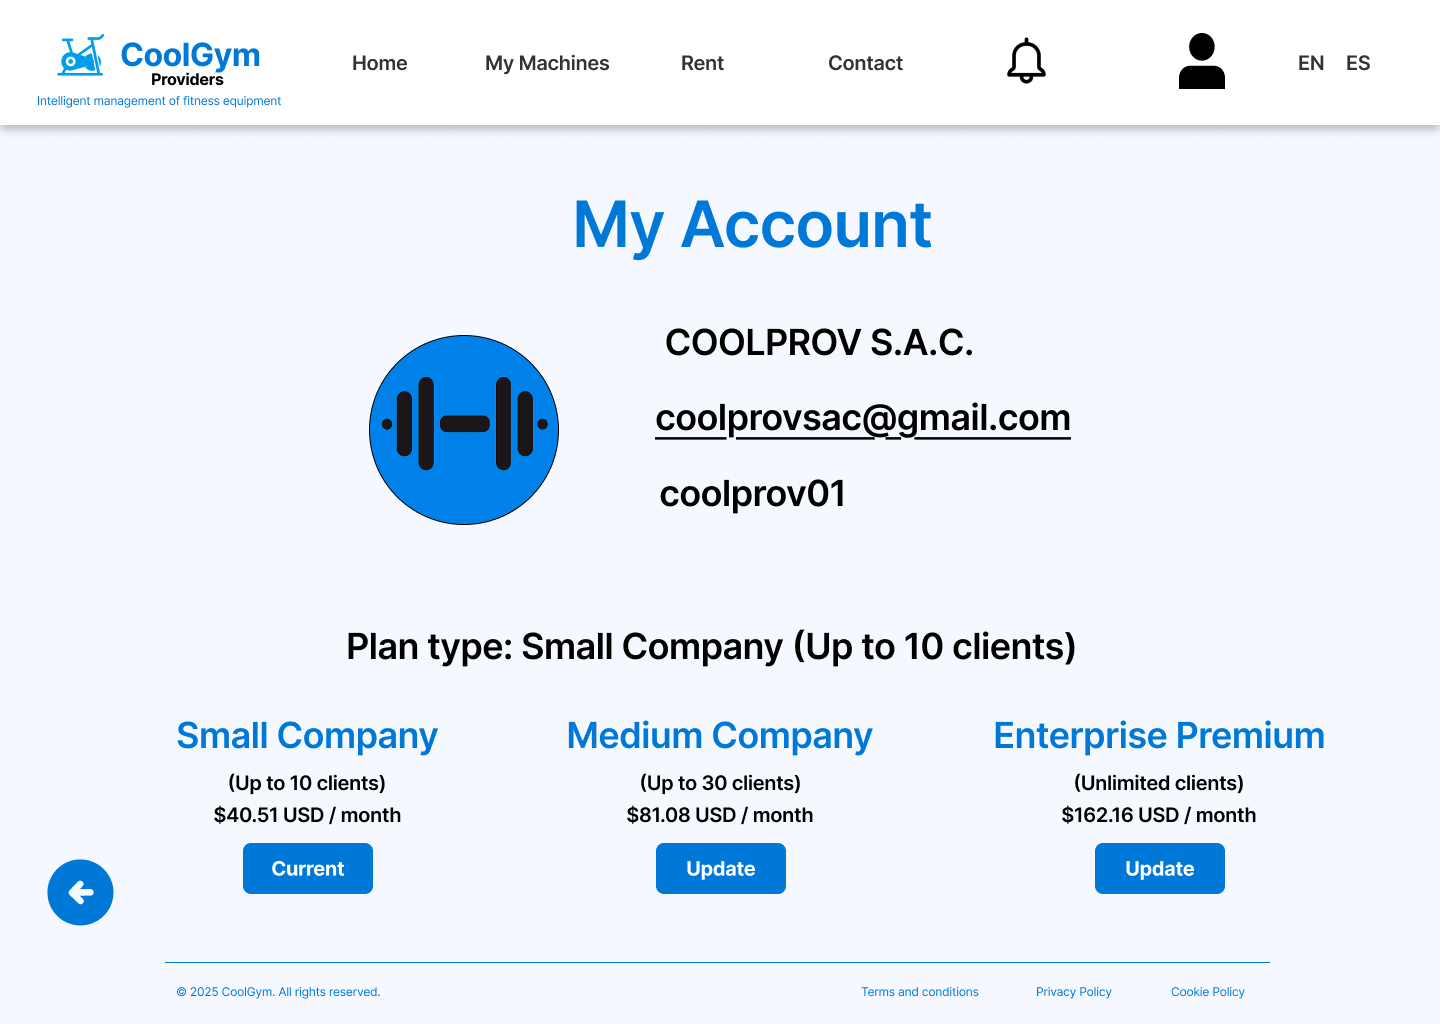 CoolGym
Providers
Intelligent management of fitness equipment
Home
My Machines
Rent
Contact
EN
ES
My Account
COOLPROV S.A.C.
coolprovsac@gmail.com
coolprov01
Plan type: Small Company (Up to 10 clients)
Small Company
(Up to 10 clients)
$40.51 USD / month
Current
Medium Company
(Up to 30 clients)
$81.08 USD / month
Update
Enterprise Premium
(Unlimited clients)
$162.16 USD / month
Update
© 2025 CoolGym. All rights reserved.
Terms and conditions
Privacy Policy
Cookie Policy